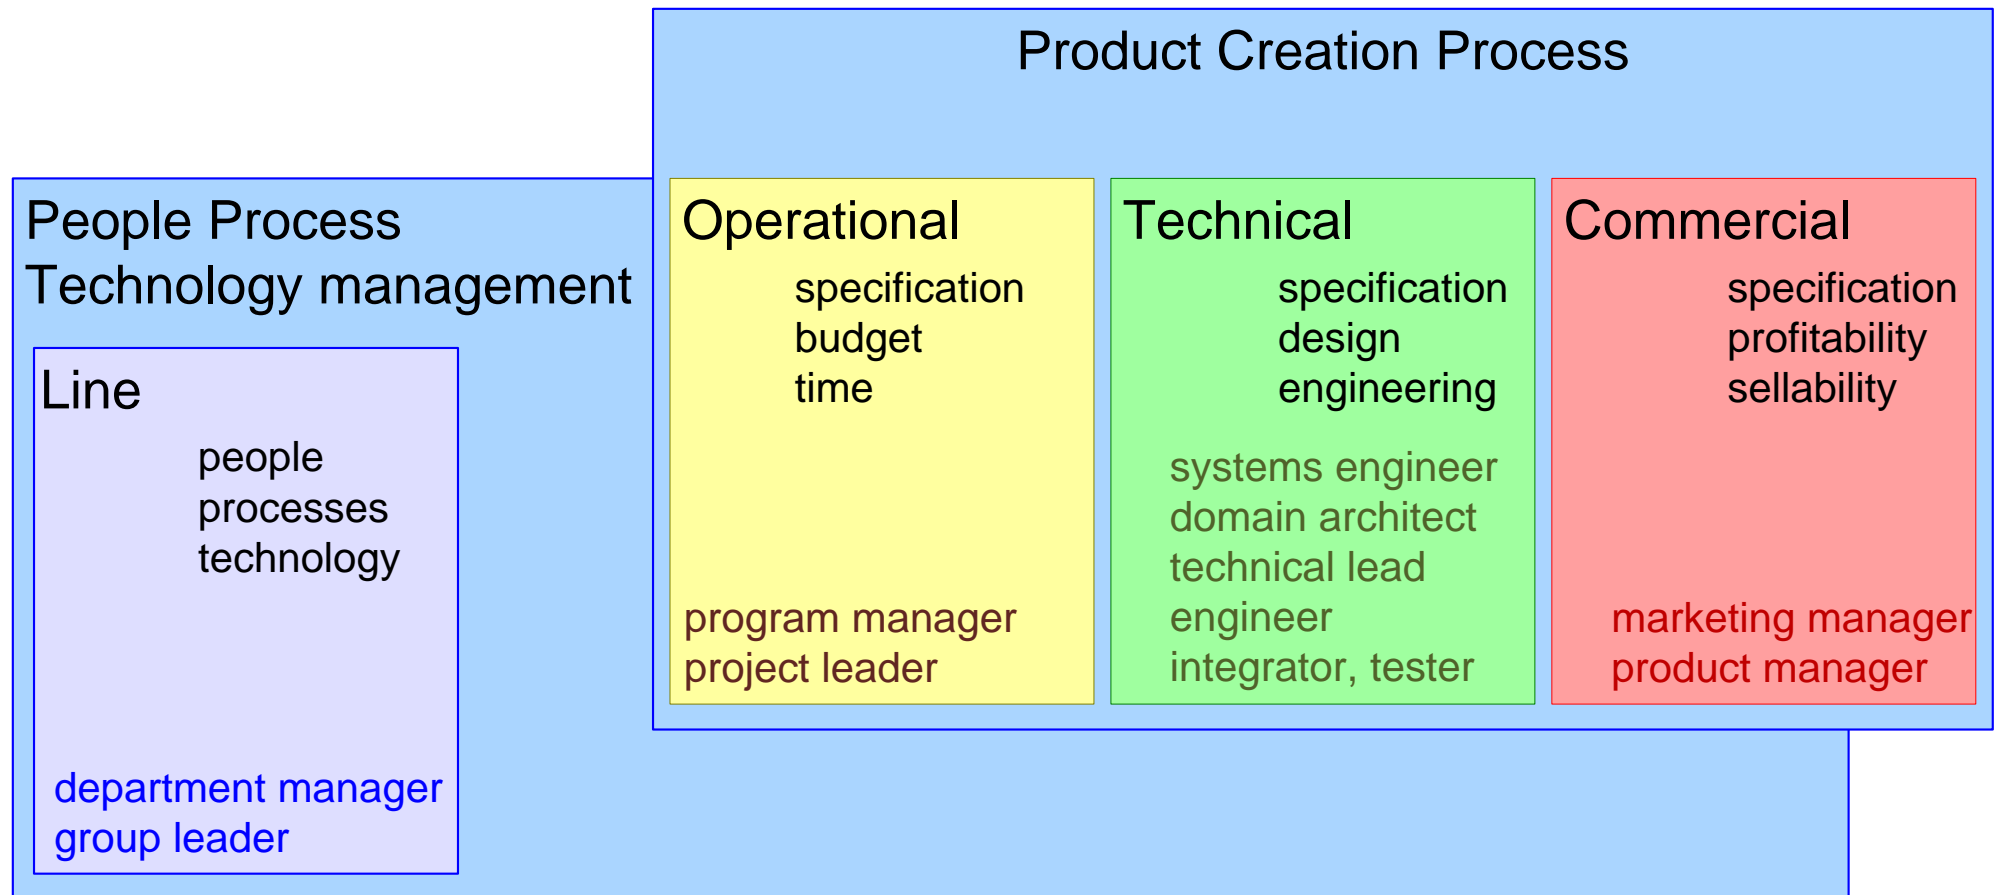 Product Creation Process
People Process
Technology management
Line
people
processes
technology
department manager
group leader
Operational
specification
budget
time
program manager
project leader
Technical
specification
design
engineering
systems engineer
domain architect
technical lead
engineer
integrator, tester
Commercial
specification
profitability
sellability
marketing manager
product manager